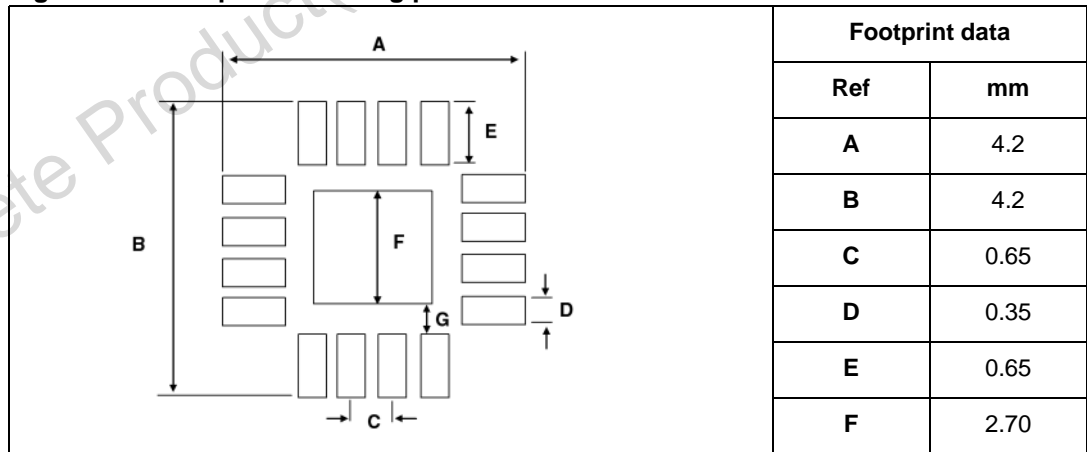 A
E
B
F
D
G
C
Footprint data
Ref mm
A 4.2
B 4.2
C 0.65
D 0.35
E 0.65
F 2.70